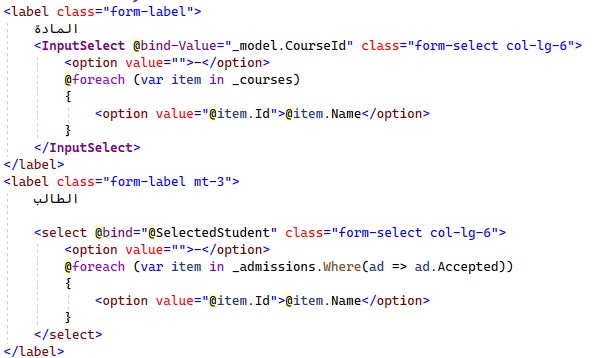 <label class="form-label">
    المادة
    <InputSelect @bind-Value="_model.CourseId" class="form-select col-lg-6">
        <option value="">-</option>
        @foreach (var item in _courses)
        {
            <option value="@item.Id">@item.Name</option>
        }
    </InputSelect>
</label>
<label class="form-label mt-3">
    الطالب

    <select @bind="@SelectedStudent" class="form-select col-lg-6">
        <option value="">-</option>
        @foreach (var item in _admissions.Where(ad => ad.Accepted))
        {
            <option value="@item.Id">@item.Name</option>
        }
    </select>
</label>